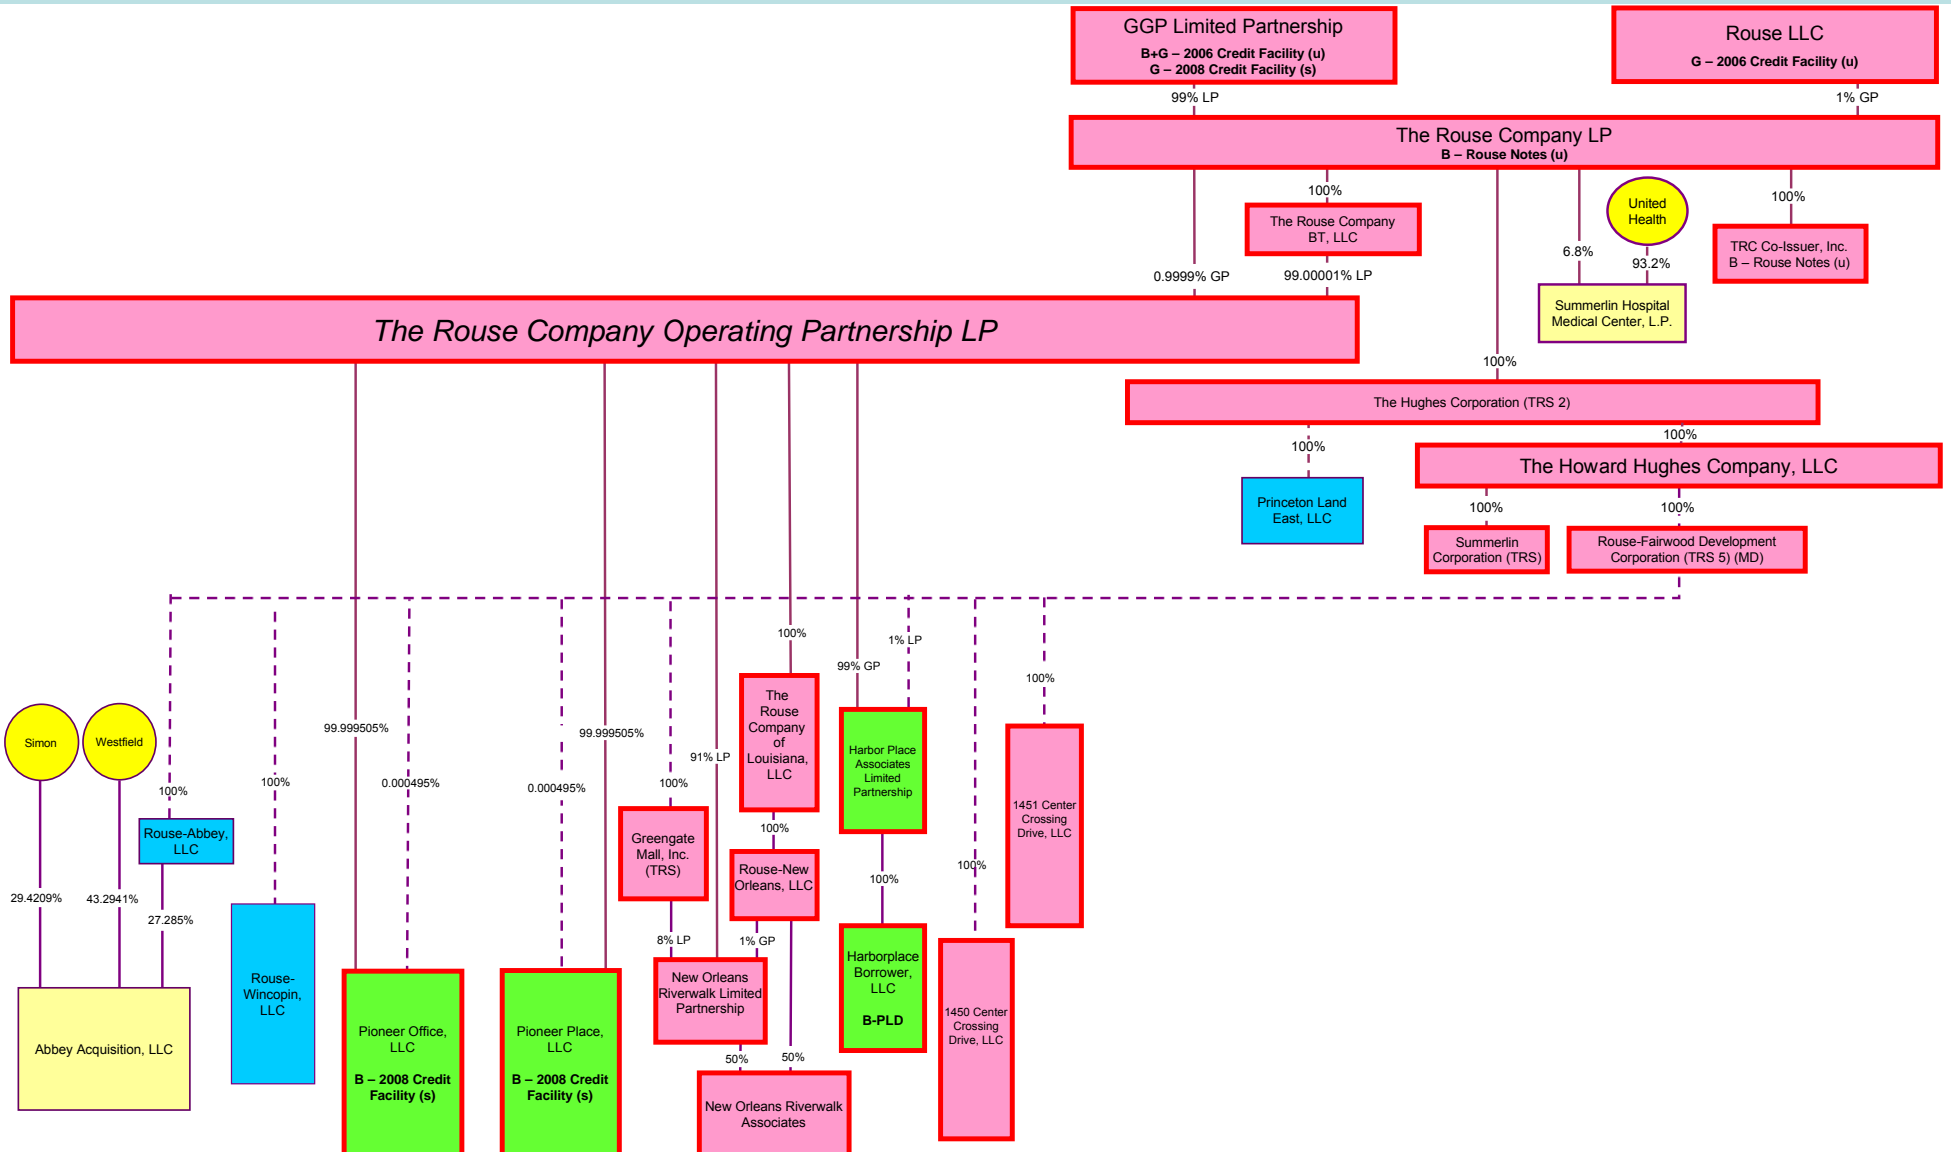 GGP Limited Partnership
B+G – 2006 Credit Facility (u)
G – 2008 Credit Facility (s)
Rouse LLC
G – 2006 Credit Facility (u)
99% LP
1% GP
The Rouse Company LP
B – Rouse Notes (u)
100%
The Rouse Company
BT, LLC
0.9999% GP
99.00001% LP
6.8%
United
Health
93.2%
100%
TRC Co-Issuer, Inc.
B – Rouse Notes (u)
Summerlin Hospital
Medical Center, L.P.
The Rouse Company Operating Partnership LP
100%
The Hughes Corporation (TRS 2)
100%
100%
The Howard Hughes Company, LLC
Princeton Land
East, LLC
100%
100%
Summerlin
Corporation (TRS)
Rouse-Fairwood Development
Corporation (TRS 5) (MD)
Simon
Westfield
100%
Rouse-Abbey,
LLC
29.4209%
43.2941%
27.285%
Abbey Acquisition, LLC
100%
Rouse-
Wincopin,
LLC
99.999505%
0.000495%
Pioneer Office,
LLC
B – 2008 Credit
Facility (s)
0.000495%
99.999505%
Pioneer Place,
LLC
B – 2008 Credit
Facility (s)
100%
Greengate
Mall, Inc.
(TRS)
8% LP
91% LP
100%
The
Rouse
Company
of
Louisiana,
LLC
100%
Rouse-New
Orleans, LLC
1% GP
New Orleans
Riverwalk Limited
Partnership
50%
50%
New Orleans Riverwalk
Associates
99% GP
1% LP
Harbor Place
Associates
Limited
Partnership
100%
Harborplace
Borrower,
LLC
B-PLD
100%
1450 Center
Crossing
Drive, LLC
100%
1451 Center
Crossing
Drive, LLC